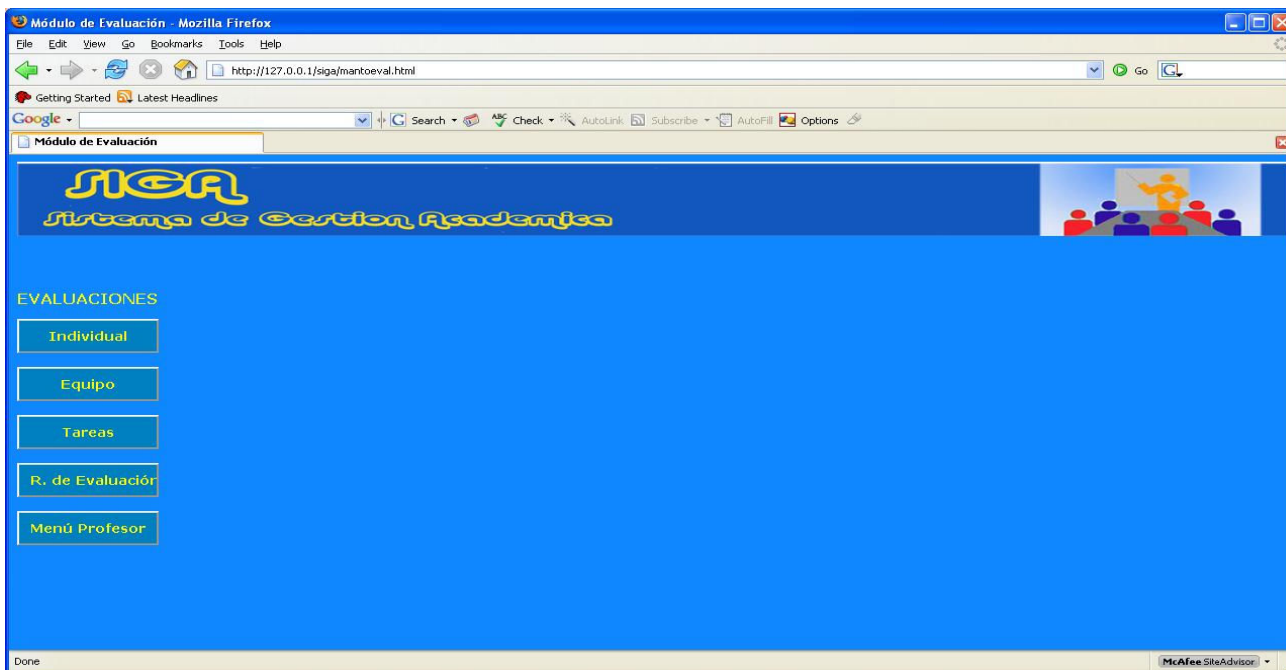 Módulo de Evaluación - Mozilla Firefox
File Edit View Go Bookmarks Tools Help
http://127.0.0.1/siga/mantoeval.html Go G
Getting Started Latest Headlines
Google Search ABC Check AutoLink Subscribe AutoFill Options
Módulo de Evaluación
SIGA
Sistema de Gestion Academica
EVALUACIONES
Individual
Equipo
Tareas
R. de Evaluación
Menú Profesor
Done McAfee SiteAdvisor